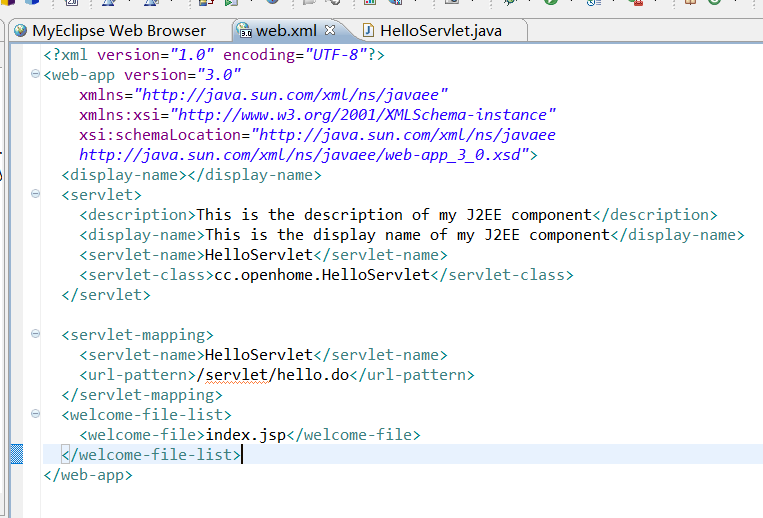 MyEclipse Web Browser web.xml HelloServlet.java
<?xml version="1.0" encoding="UTF-8"?>
<web-app version="3.0"
xmlns="http://java.sun.com/xml/ns/javaee"
xmlns:xsi="http://www.w3.org/2001/XMLSchema-instance"
xsi:schemaLocation="http://java.sun.com/xml/ns/javaee
http://java.sun.com/xml/ns/javaee/web-app_3_0.xsd">
<display-name></display-name>
<servlet>
<description>This is the description of my J2EE component</description>
<display-name>This is the display name of my J2EE component</display-name>
<servlet-name>HelloServlet</servlet-name>
<servlet-class>cc.openhome.HelloServlet</servlet-class>
</servlet>
<servlet-mapping>
<servlet-name>HelloServlet</servlet-name>
<url-pattern>/servlet/hello.do</url-pattern>
</servlet-mapping>
<welcome-file-list>
<welcome-file>index.jsp</welcome-file>
</welcome-file-list>
</web-app>